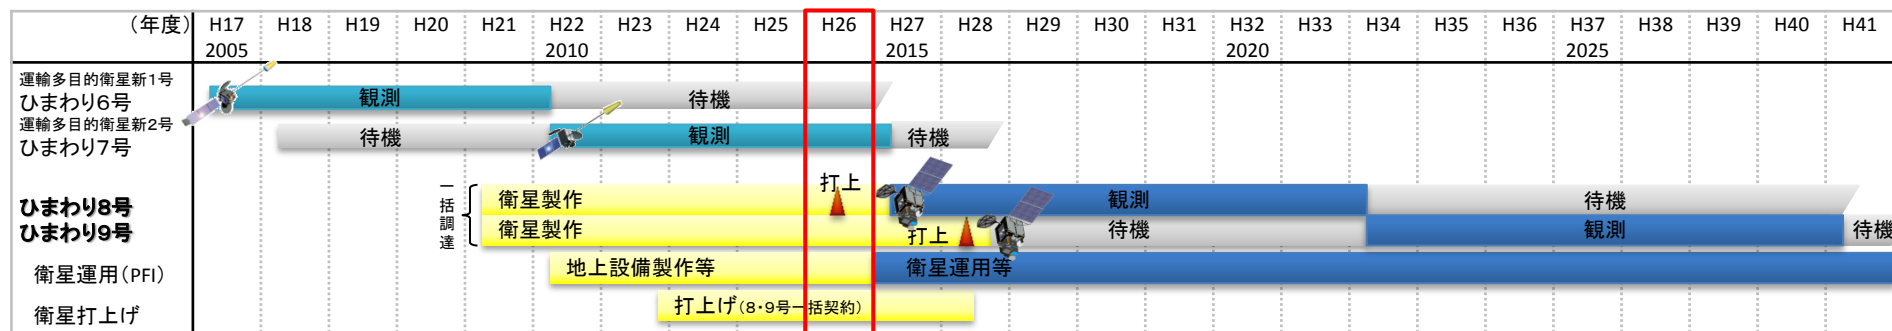 (年度) H17 H18 H19 H20 H21 H22 H23 H24 H25 H26 H27 H28 H29 H30 H31 H32 H33 H34 H35 H36 H37 H38 H39 H40 H41
2005 2010 2015 2020 2025
運輸多目的衛星新1号
ひまわり6号 観測 待機
運輸多目的衛星新2号
ひまわり7号 待機 観測 待機
一括調達
ひまわり8号 衛星製作 打上 観測 待機
ひまわり9号 衛星製作 打上 待機 観測 待機
衛星運用(PFI) 地上設備製作等 衛星運用等
衛星打上げ 打上げ(8・9号一括契約)